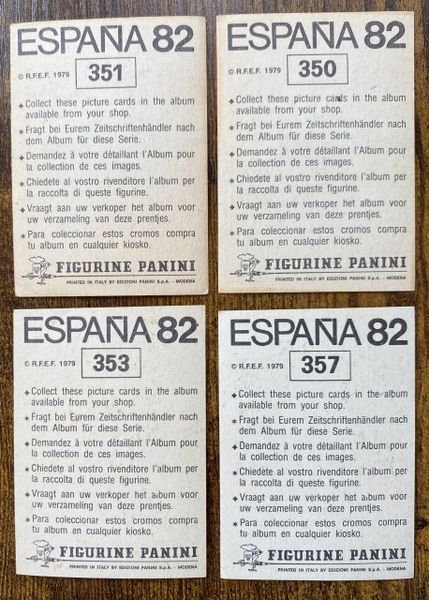 ESPAÑA 82
© R.F.E.F. 1979
351
✦ Collect these picture cards in the album
available from your shop.
✶ Fragt bei Eurem Zeitschriftenhändler nach
dem Album für diese Serie.
✦ Demandez à votre détaillant l'Album pour
la collection de ces images.
✶ Chiedete al vostro rivenditore l'album per
la raccolta di queste figurine.
✦ Vraagt aan uw verkoper het album voor
uw verzameling van deze prentjes.
✶ Para coleccionar estos cromos compra
tu album en cualquier kiosko.
FIGURINE PANINI
PRINTED IN ITALY BY EDIZIONI PANINI S.p.A. - MODENA
ESPAÑA 82
© R.F.E.F. 1979
350
✦ Collect these picture cards in the album
available from your shop.
✶ Fragt bei Eurem Zeitschriftenhändler nach
dem Album für diese Serie.
✦ Demandez à votre détaillant l'Album pour
la collection de ces images.
✶ Chiedete al vostro rivenditore l'album per
la raccolta di queste figurine.
✦ Vraagt aan uw verkoper het album voor
uw verzameling van deze prentjes.
✶ Para coleccionar estos cromos compra
tu album en cualquier kiosko.
FIGURINE PANINI
PRINTED IN ITALY BY EDIZIONI PANINI S.p.A. - MODENA
ESPAÑA 82
© R.F.E.F. 1979
353
✦ Collect these picture cards in the album
available from your shop.
✶ Fragt bei Eurem Zeitschriftenhändler nach
dem Album für diese Serie.
✦ Demandez à votre détaillant l'Album pour
la collection de ces images.
✶ Chiedete al vostro rivenditore l'album per
la raccolta di queste figurine.
✦ Vraagt aan uw verkoper het album voor
uw verzameling van deze prentjes.
✶ Para coleccionar estos cromos compra
tu album en cualquier kiosko.
FIGURINE PANINI
PRINTED IN ITALY BY EDIZIONI PANINI S.p.A. - MODENA
ESPAÑA 82
© R.F.E.F. 1979
357
✦ Collect these picture cards in the album
available from your shop.
✶ Fragt bei Eurem Zeitschriftenhändler nach
dem Album für diese Serie.
✦ Demandez à votre détaillant l'Album pour
la collection de ces images.
✶ Chiedete al vostro rivenditore l'album per
la raccolta di queste figurine.
✦ Vraagt aan uw verkoper het album voor
uw verzameling van deze prentjes.
✶ Para coleccionar estos cromos compra
tu album en cualquier kiosko.
FIGURINE PANINI
PRINTED IN ITALY BY EDIZIONI PANINI S.p.A. - MODENA